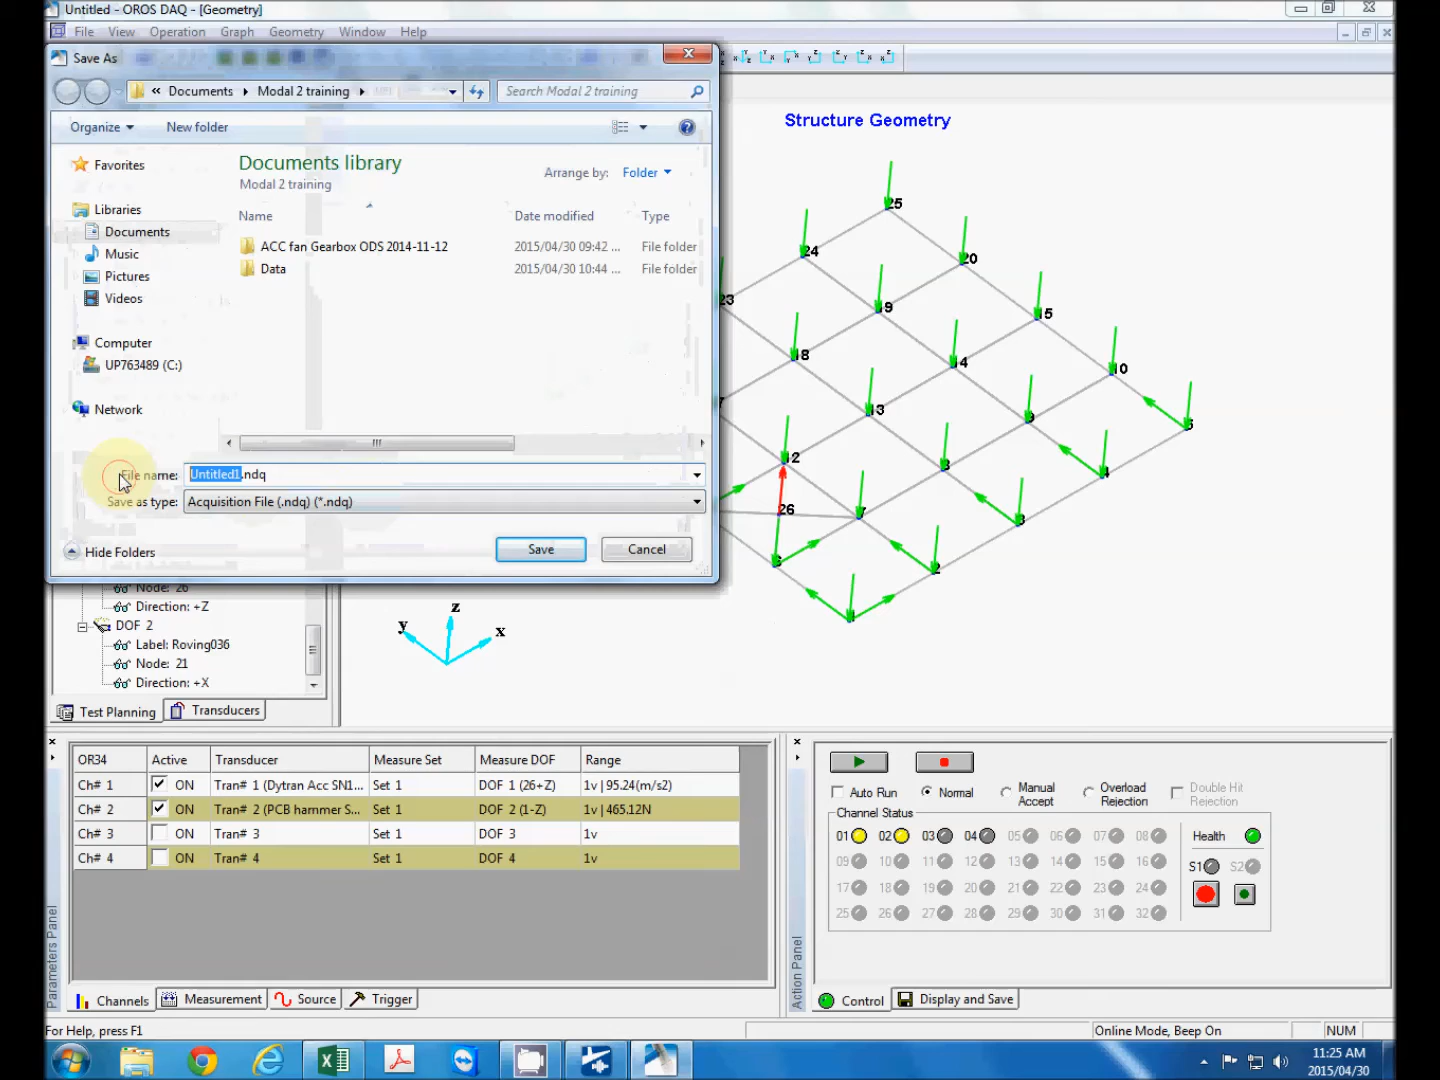 Untitled - OROS DAQ - [Geometry]
File View Operation Graph Geometry Window Help
Save As
« Documents Modal 2 training
Search Modal 2 training
Organize New folder
Favorites
Libraries
Documents
Music
Pictures
Videos
Computer
UP763489 (C:)
Network
Documents library
Modal 2 training
Arrange by: Folder
Name Date modified Type
ACC fan Gearbox ODS 2014-11-12 2015/04/30 09:42 ... File folder
Data 2015/04/30 10:44 ... File folder
File name: Untitled1.ndq
Save as type: Acquisition File (.ndq) (*.ndq)
Hide Folders Save Cancel
Structure Geometry
25
24 20
23 19 15
18 14 10
13
12
26
z
y x
Node: 26
Direction: +Z
DOF 2
Label: Roving036
Node: 21
Direction: +X
Test Planning Transducers
OR34 Active Transducer Measure Set Measure DOF Range
Ch# 1 ON Tran# 1 (Dytran Acc SN1... Set 1 DOF 1 (26+Z) 1v | 95.24(m/s2)
Ch# 2 ON Tran# 2 (PCB hammer S... Set 1 DOF 2 (1-Z) 1v | 465.12N
Ch# 3 ON Tran# 3 Set 1 DOF 3 1v
Ch# 4 ON Tran# 4 Set 1 DOF 4 1v
Parameters Panel
Channels Measurement Source Trigger
Auto Run Normal Manual Accept Overload Rejection Double Hit Rejection
Channel Status
01 02 03 04 05 06 07 08
09 10 11 12 13 14 15 16
17 18 19 20 21 22 23 24
25 26 27 28 29 30 31 32
Health
S1 S2
Action Panel
Control Display and Save
For Help, press F1
Online Mode, Beep On NUM
11:25 AM
2015/04/30